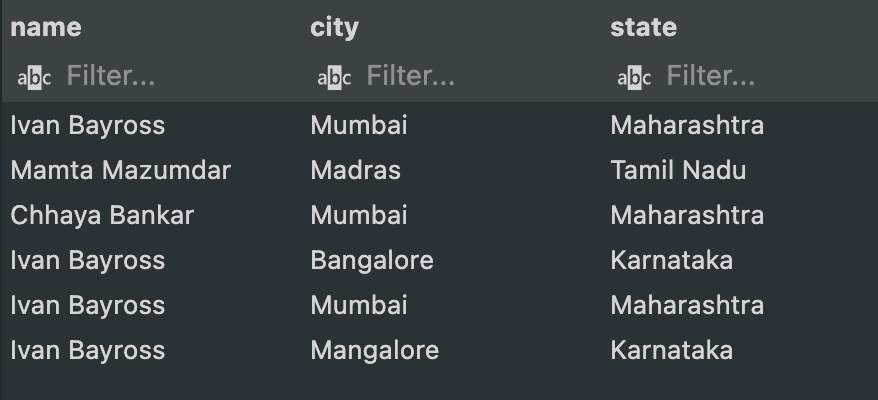 name city state
abc Filter... abc Filter... abc Filter...
Ivan Bayross Mumbai Maharashtra
Mamta Mazumdar Madras Tamil Nadu
Chhaya Bankar Mumbai Maharashtra
Ivan Bayross Bangalore Karnataka
Ivan Bayross Mumbai Maharashtra
Ivan Bayross Mangalore Karnataka